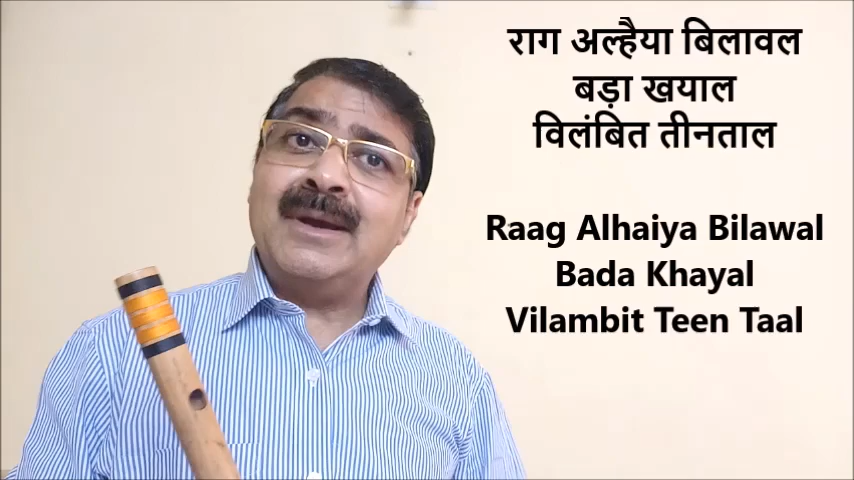 राग अल्हैया बिलावल
बड़ा खयाल
विलंबित तीनताल
Raag Alhaiya Bilawal
Bada Khayal
Vilambit Teen Taal